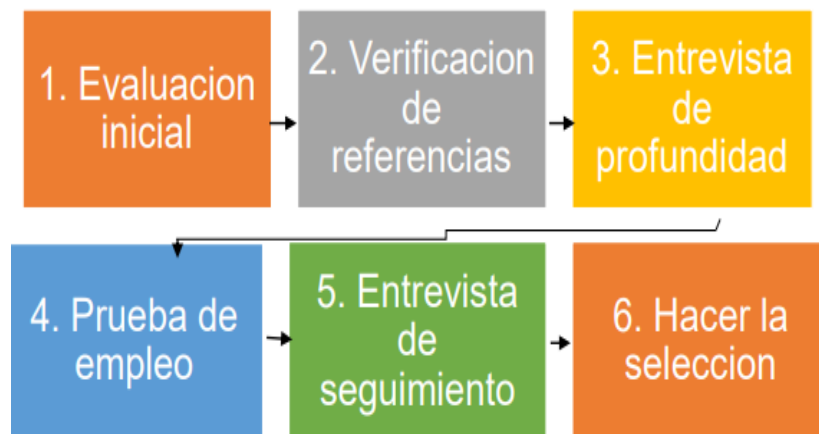 1. Evaluacion
inicial
2. Verificacion
de
referencias
3. Entrevista
de
profundidad
4. Prueba de
empleo
5. Entrevista
de
seguimiento
6. Hacer la
seleccion